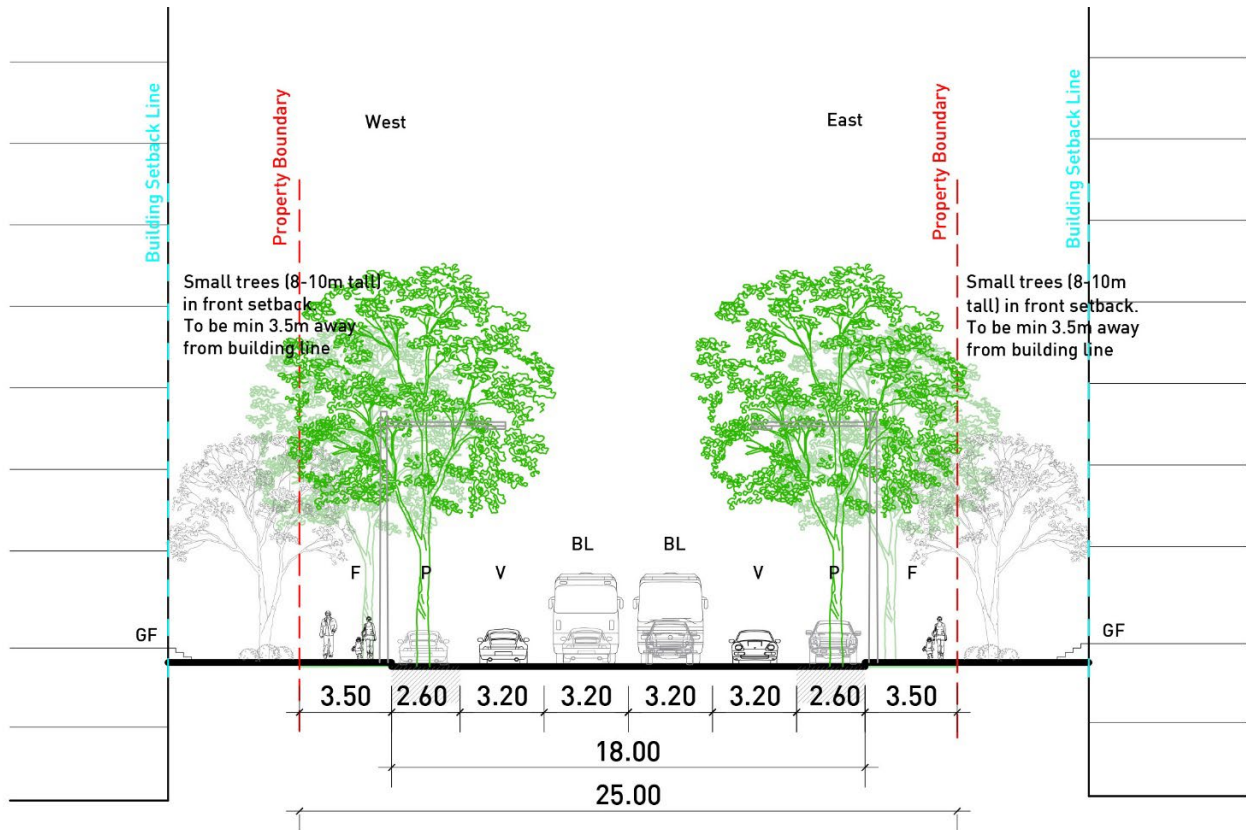 West
East
Building Setback Line
Property Boundary
Property Boundary
Building Setback Line
Small trees (8-10m tall)
in front setback.
To be min 3.5m away
from building line
Small trees (8-10m
tall) in front setback.
To be min 3.5m away
from building line
BL
BL
F
P
V
V
P
F
GF
GF
3.50
2.60
3.20
3.20
3.20
3.20
2.60
3.50
18.00
25.00